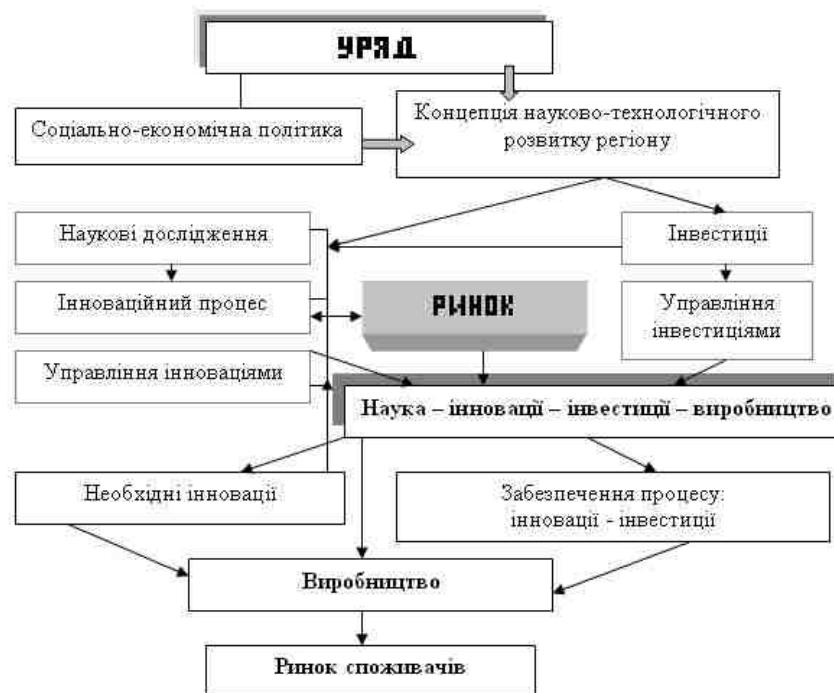 УРЯД
Соціально-економічна політика
Концепція науково-технологічного
розвитку регіону
Наукові дослідження
Інвестиції
Інноваційний процес
РИНОК
Управління
інвестиціями
Управління інноваціями
Наука – інновації – інвестиції – виробництво
Необхідні інновації
Забезпечення процесу:
інновації - інвестиції
Виробництво
Ринок споживачів